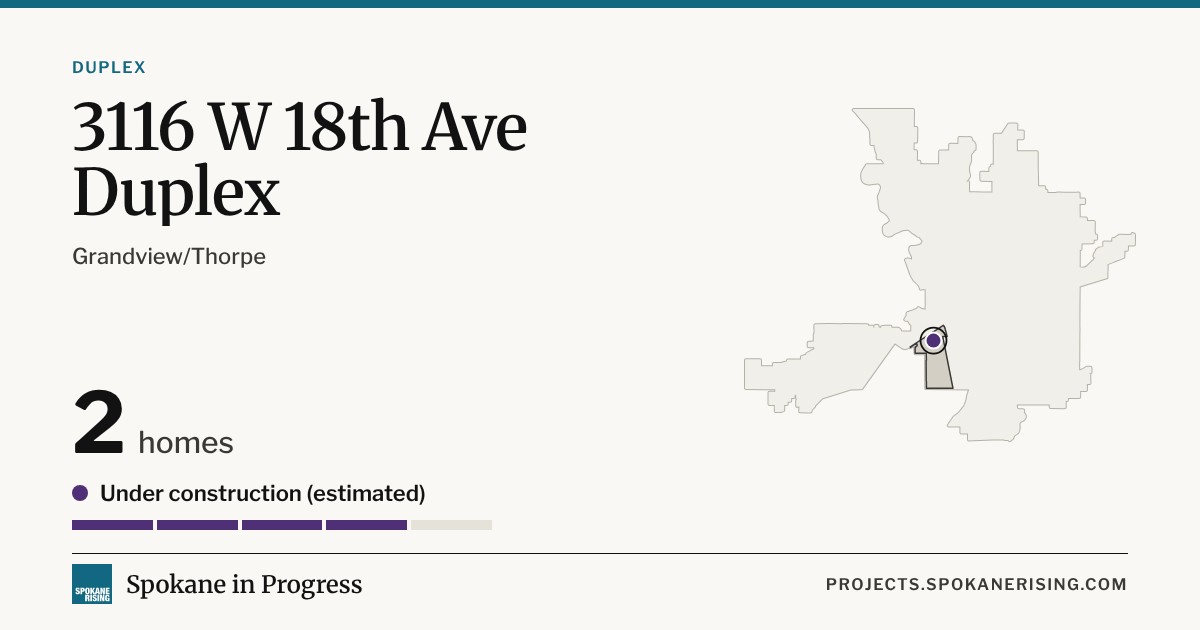 DUPLEX
3116 W 18th Ave
Duplex
Grandview/Thorpe
2 homes
Under construction (estimated)
SPOKANE
RISING
Spokane in Progress
PROJECTS.SPOKANERISING.COM